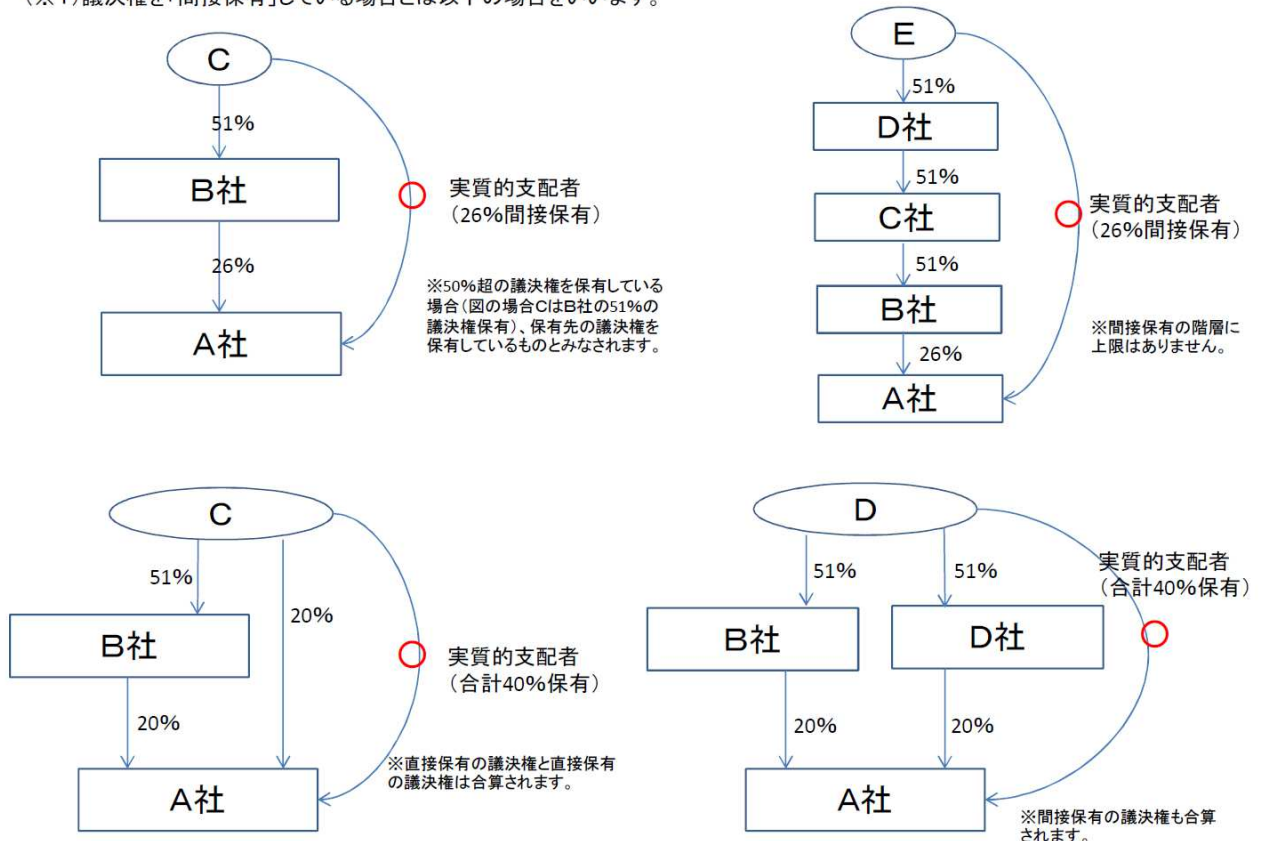 (※1)議決権を「間接保有」している場合とは以下の場合をいいます。
C
51%
B社
26%
A社
実質的支配者
（26%間接保有）
※50%超の議決権を保有している
場合（図の場合CはB社の51%の
議決権保有）、保有先の議決権を
保有しているものとみなされます。
E
51%
D社
51%
C社
51%
B社
26%
A社
実質的支配者
（26%間接保有）
※間接保有の階層に
上限はありません。
C
51%
20%
B社
20%
A社
実質的支配者
（合計40%保有）
※直接保有の議決権と直接保有
の議決権は合算されます。
D
51%
51%
B社
D社
20%
20%
A社
実質的支配者
（合計40%保有）
※間接保有の議決権も合算
されます。